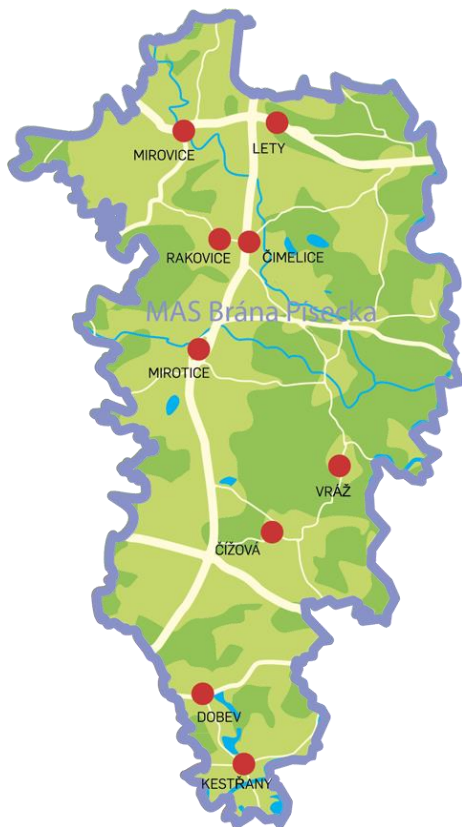 MIROVICE
LETY
RAKOVICE
ČIMELICE
MAS Brána Písecka
MIROTICE
VRÁŽ
ČÍŽOVÁ
DOBEV
KESTŘANY